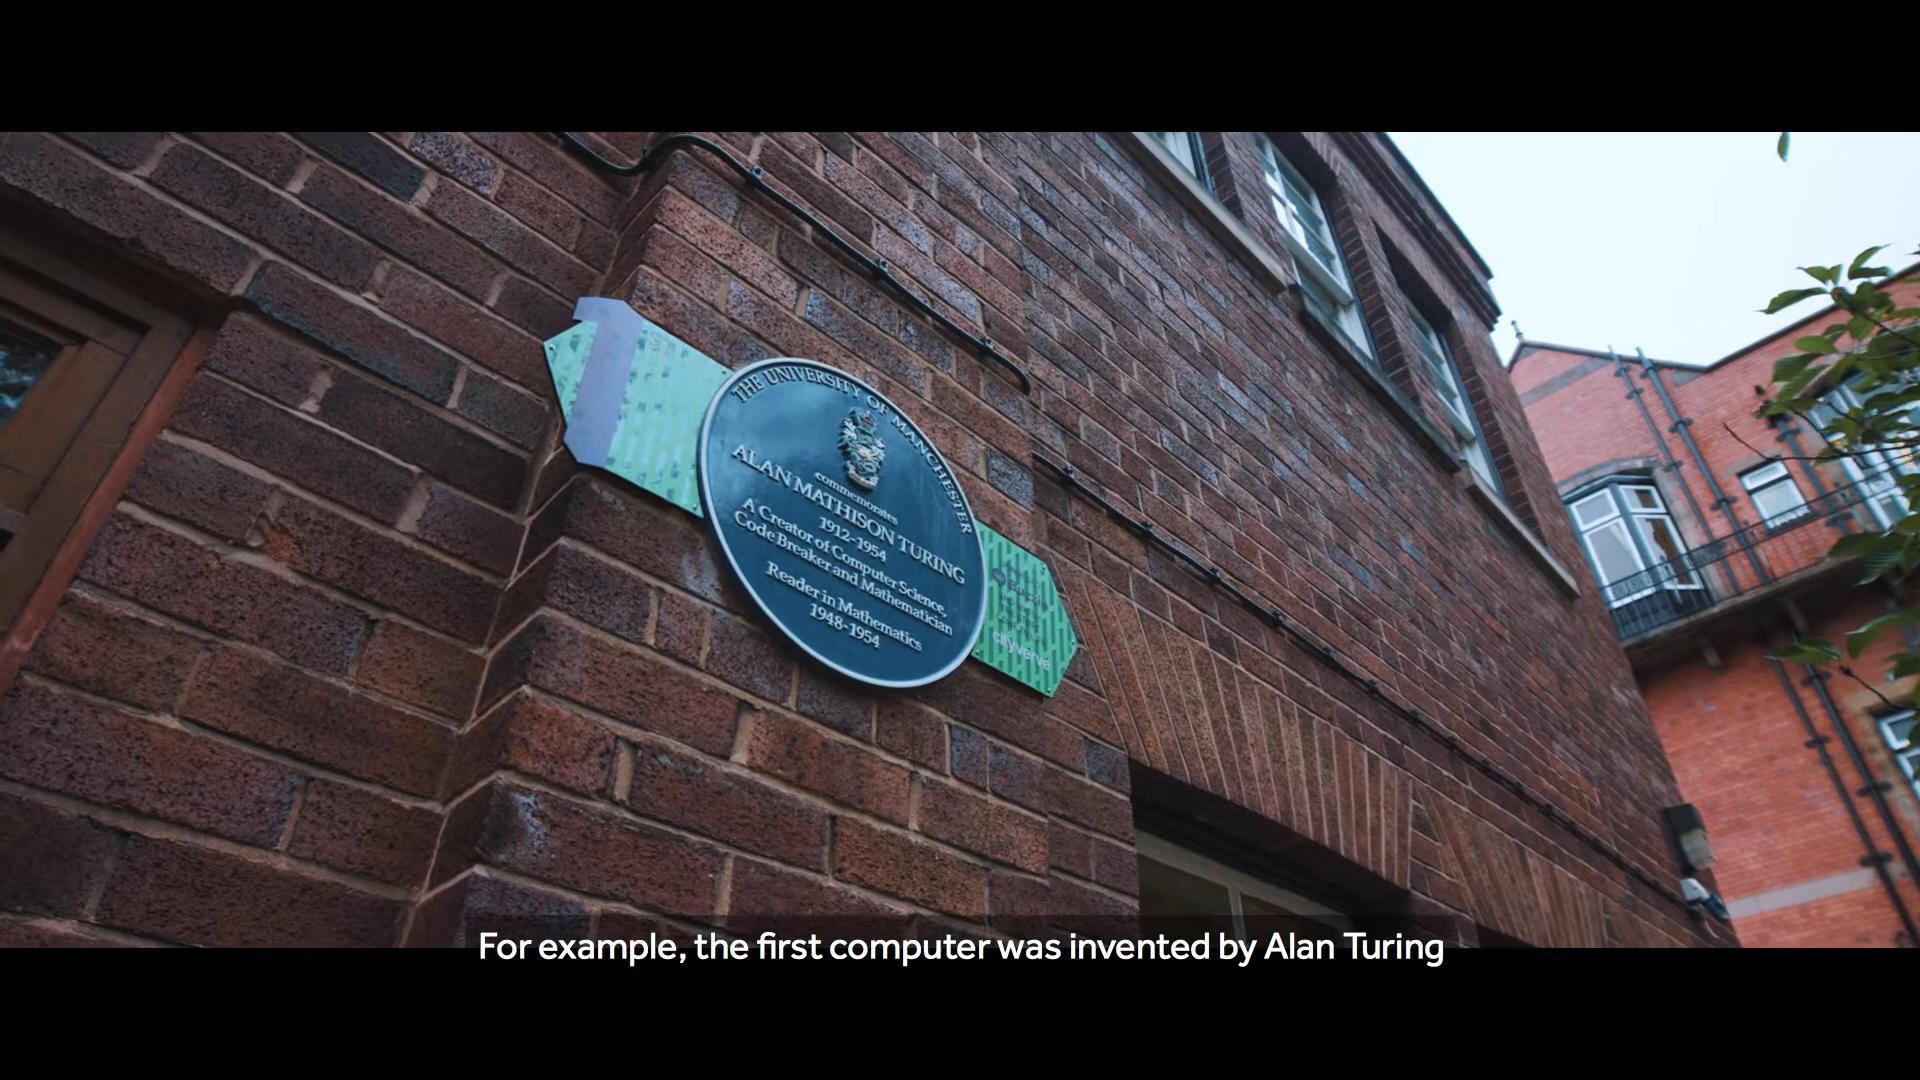 THE UNIVERSITY OF MANCHESTER
commemorates
ALAN MATHISON TURING
1912-1954
A Creator of Computer Science,
Code Breaker and Mathematician
Reader in Mathematics
1948-1954
cityverve
For example, the first computer was invented by Alan Turing